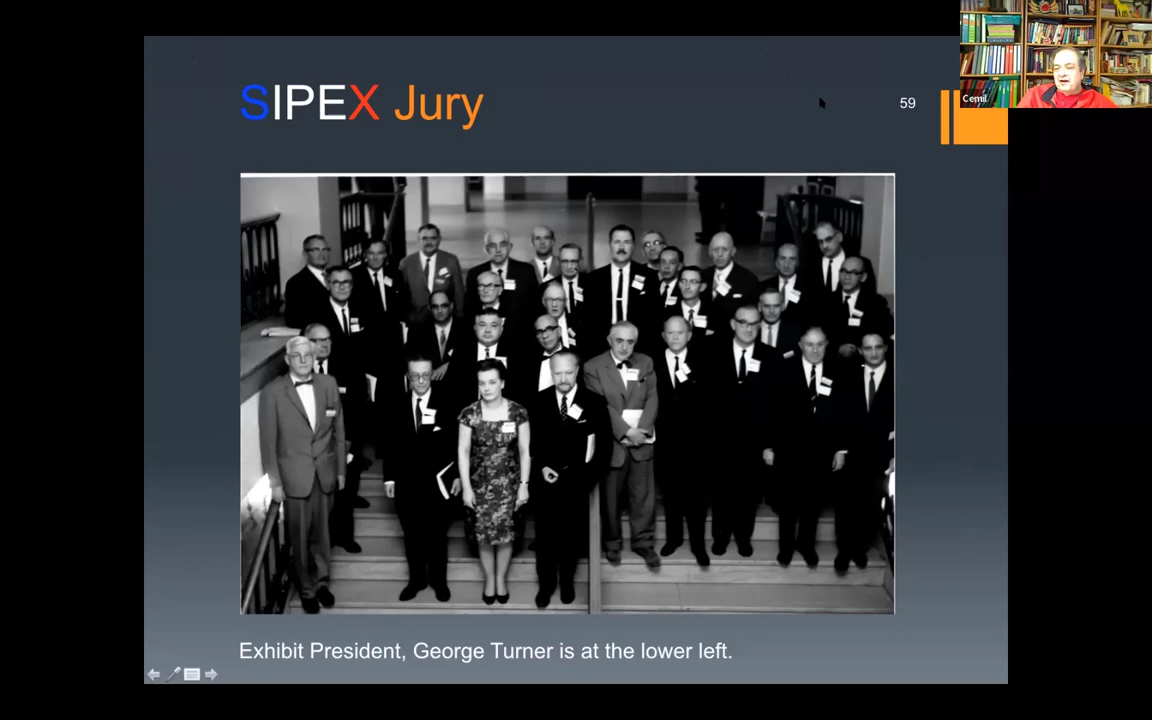 SIPEX Jury
59
Cemil
Exhibit President, George Turner is at the lower left.